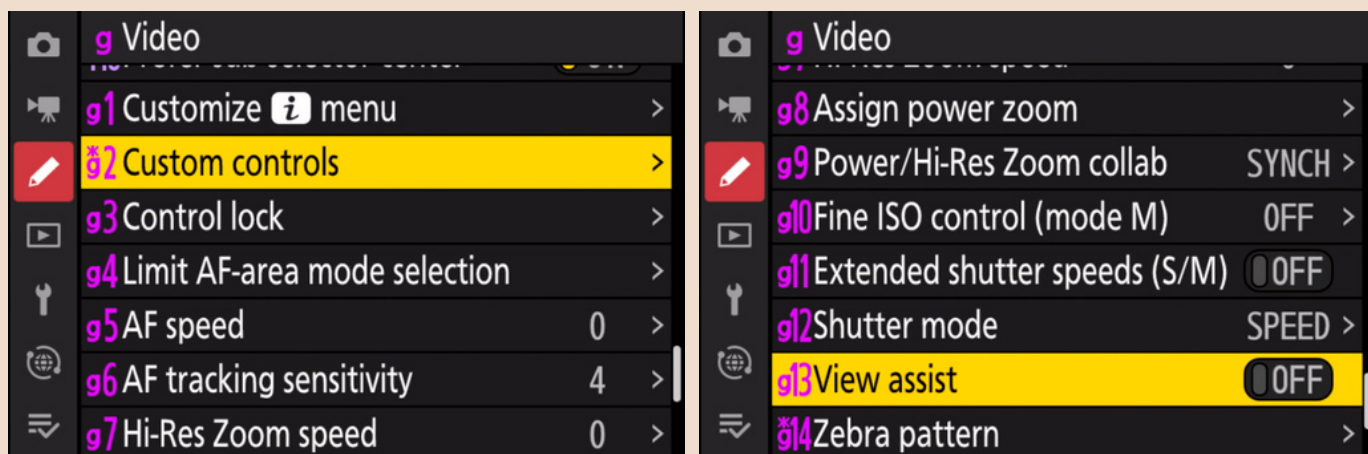 g Video
g1 Customize i menu >
*g2 Custom controls >
g3 Control lock >
g4 Limit AF-area mode selection >
g5 AF speed 0 >
g6 AF tracking sensitivity 4 >
g7 Hi-Res Zoom speed 0 >
g Video
g8 Assign power zoom >
g9 Power/Hi-Res Zoom collab SYNCH >
g10 Fine ISO control (mode M) OFF >
g11 Extended shutter speeds (S/M) OFF
g12 Shutter mode SPEED >
g13 View assist OFF
*g14 Zebra pattern >